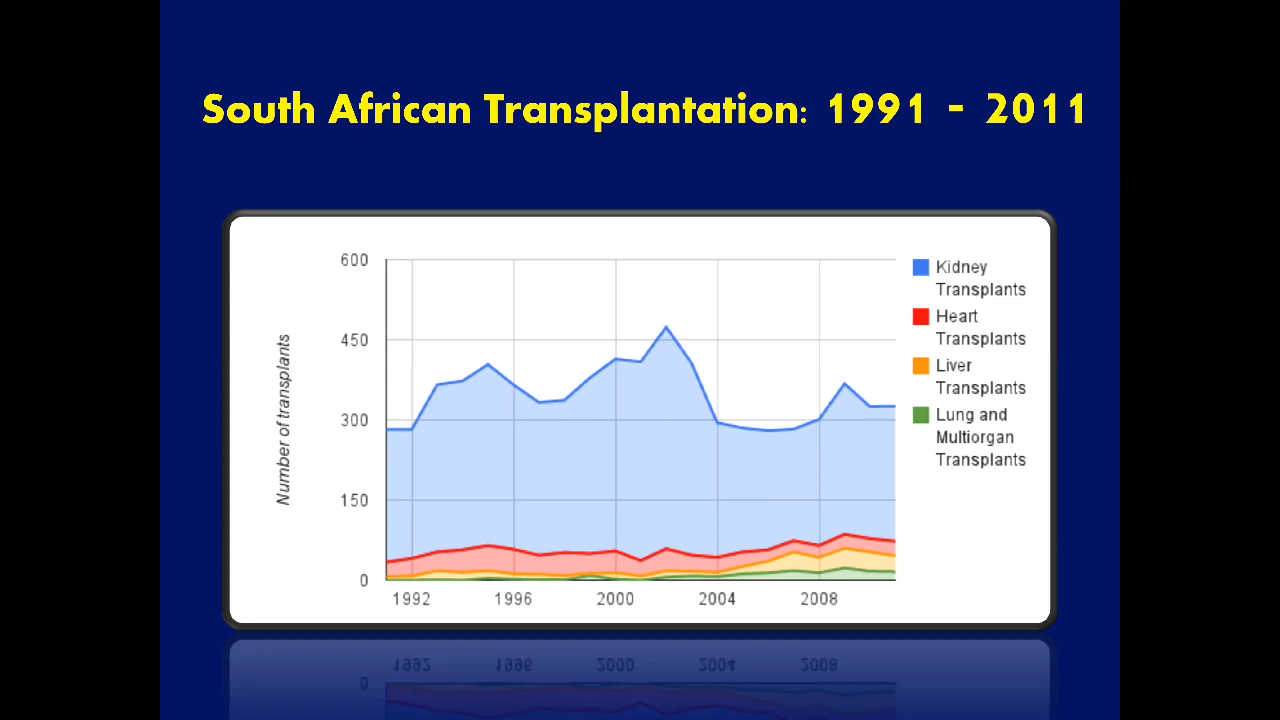 South African Transplantation: 1991 - 2011
600
450
300
150
0
Number of transplants
1992 1996 2000 2004 2008
Kidney
Transplants
Heart
Transplants
Liver
Transplants
Lung and
Multiorgan
Transplants